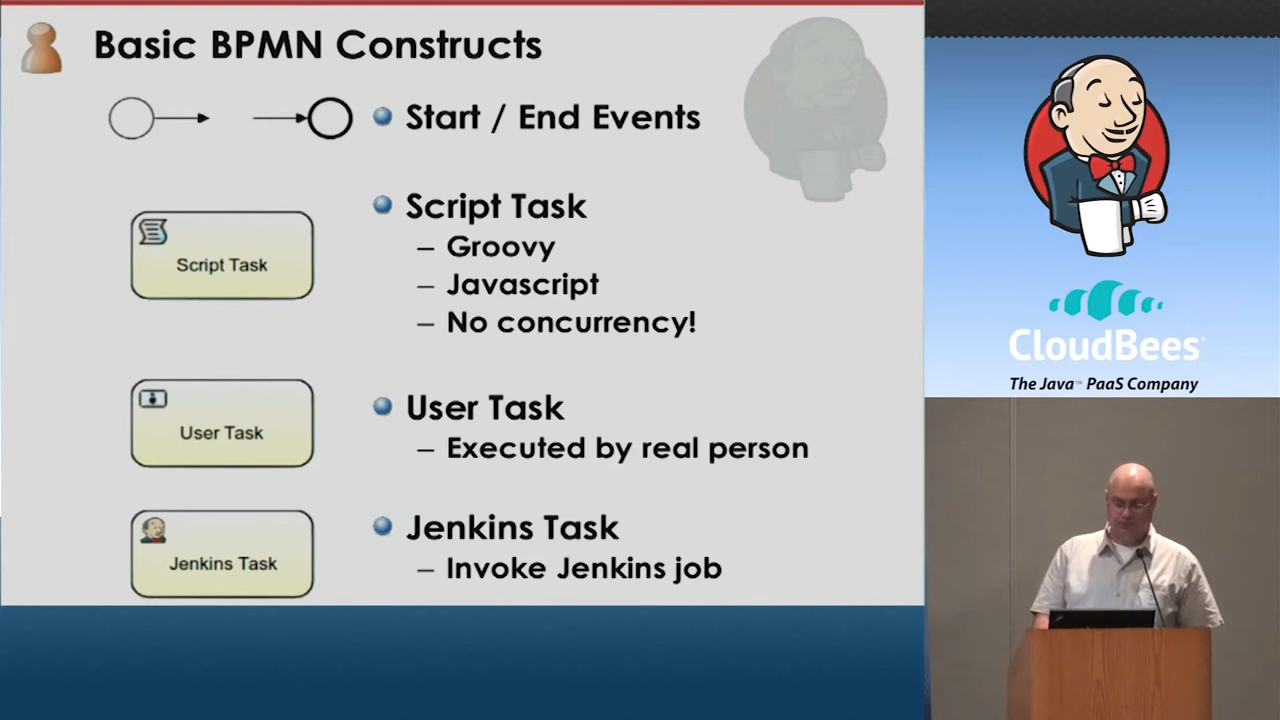 Basic BPMN Constructs
Start / End Events
Script Task
– Groovy
– Javascript
– No concurrency!
Script Task
User Task
– Executed by real person
User Task
Jenkins Task
– Invoke Jenkins job
Jenkins Task
CloudBees
The Java™ PaaS Company